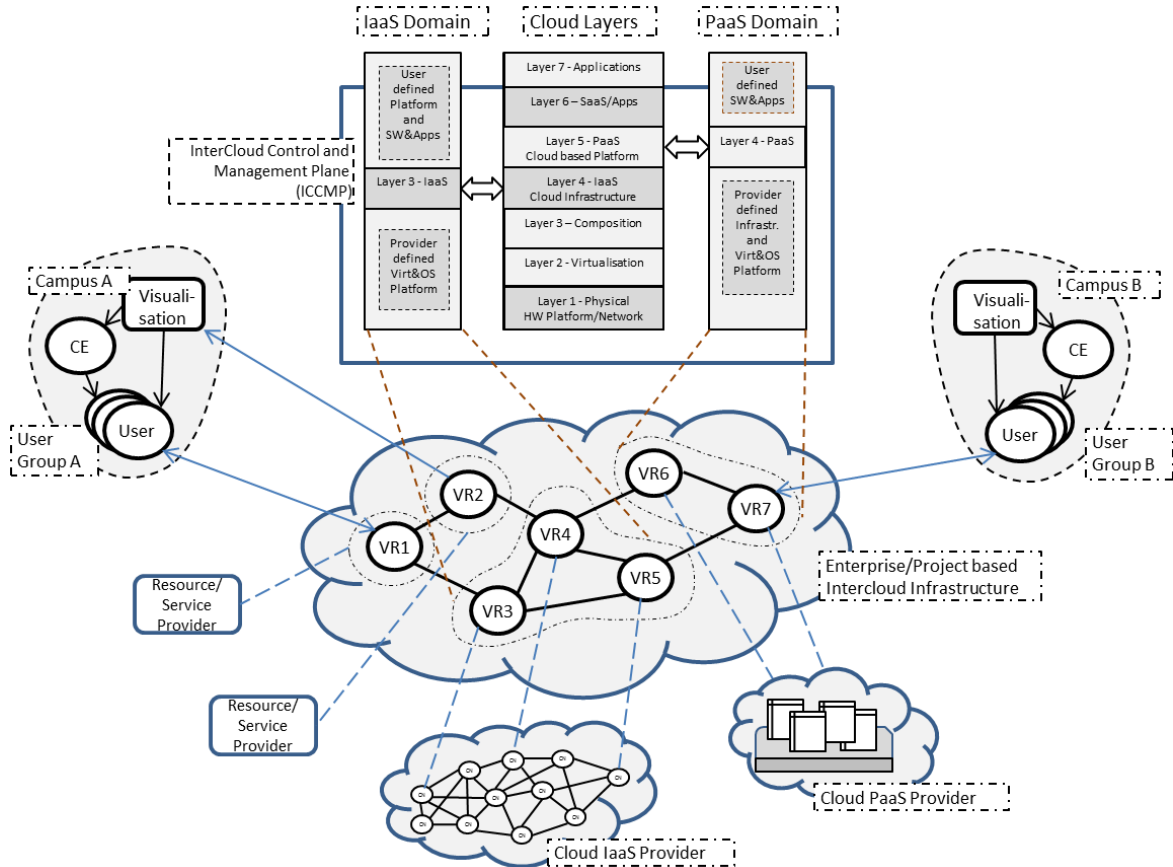 IaaS Domain
Cloud Layers
PaaS Domain
User
defined
Platform
and
SW&Apps
Layer 3 - IaaS
Provider
defined
Virt&OS
Platform
Layer 7 - Applications
Layer 6 – SaaS/Apps
Layer 5 - PaaS
Cloud based Platform
Layer 4 - IaaS
Cloud Infrastructure
Layer 3 – Composition
Layer 2 - Virtualisation
Layer 1 - Physical
HW Platform/Network
User
defined
SW&Apps
Layer 4 - PaaS
Provider
defined
Infrastr.
and
Virt&OS
Platform
InterCloud Control and
Management Plane
(ICCMP)
Campus A
Visuali-
sation
CE
User
User
Group A
Visuali-
sation
Campus B
CE
User
User
Group B
VR1
VR2
VR3
VR4
VR5
VR6
VR7
Enterprise/Project based
Intercloud Infrastructure
Resource/
Service
Provider
Resource/
Service
Provider
Cloud IaaS Provider
Cloud PaaS Provider